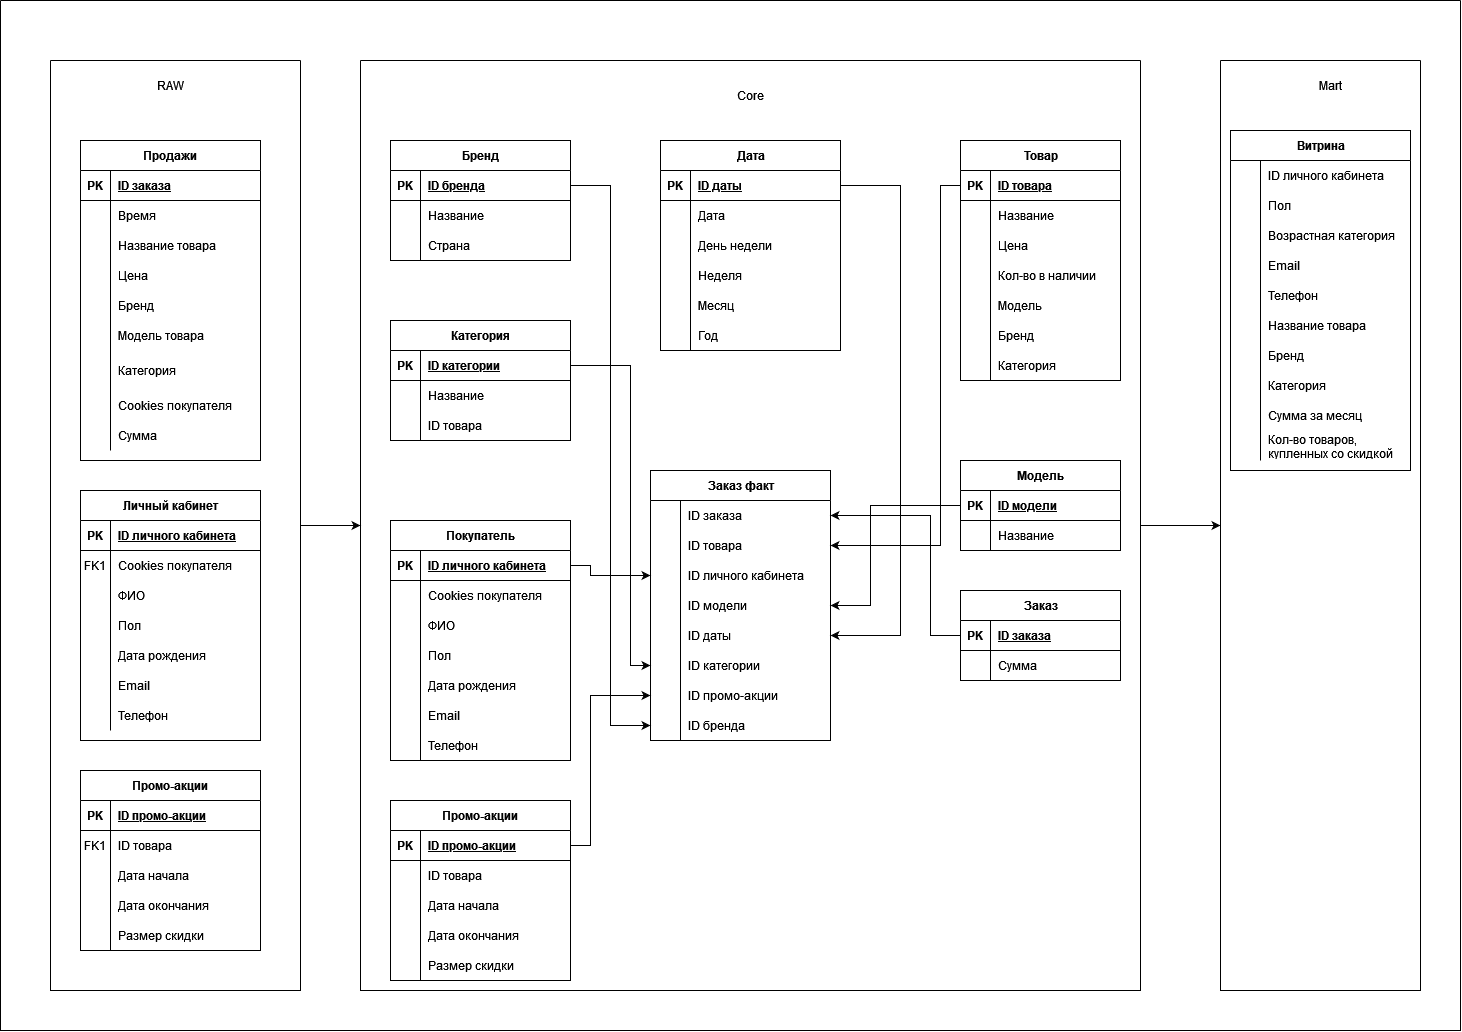 RAW
Продажи
PK ID заказа
Время
Название товара
Цена
Бренд
Модель товара
Категория
Cookies покупателя
Сумма
Личный кабинет
PK ID личного кабинета
FK1 Cookies покупателя
ФИО
Пол
Дата рождения
Email
Телефон
Промо-акции
PK ID промо-акции
FK1 ID товара
Дата начала
Дата окончания
Размер скидки
Core
Бренд
PK ID бренда
Название
Страна
Категория
PK ID категории
Название
ID товара
Покупатель
PK ID личного кабинета
Cookies покупателя
ФИО
Пол
Дата рождения
Email
Телефон
Промо-акции
PK ID промо-акции
ID товара
Дата начала
Дата окончания
Размер скидки
Дата
PK ID даты
Дата
День недели
Неделя
Месяц
Год
Заказ факт
ID заказа
ID товара
ID личного кабинета
ID модели
ID даты
ID категории
ID промо-акции
ID бренда
Товар
PK ID товара
Название
Цена
Кол-во в наличии
Модель
Бренд
Категория
Модель
PK ID модели
Название
Заказ
PK ID заказа
Сумма
Mart
Витрина
ID личного кабинета
Пол
Возрастная категория
Email
Телефон
Название товара
Бренд
Категория
Сумма за месяц
Кол-во товаров,
купленных со скидкой